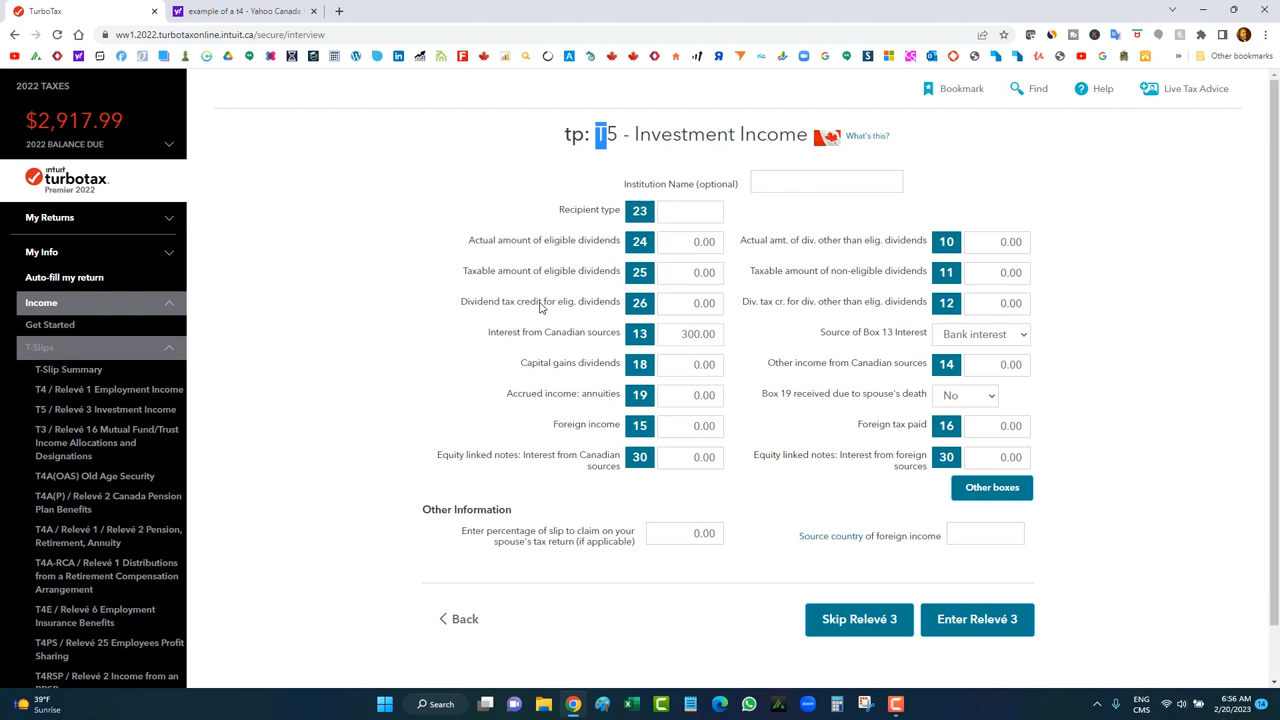 TurboTax
example of a t4 - Yahoo Canada
ww1.2022.turbotaxonline.intuit.ca/secure/interview
Other bookmarks
2022 TAXES
$2,917.99
2022 BALANCE DUE
intuit
turbotax
Premier 2022
My Returns
My Info
Auto-fill my return
Income
Get Started
T-Slips
T-Slip Summary
T4 / Relevé 1 Employment Income
T5 / Relevé 3 Investment Income
T3 / Relevé 16 Mutual Fund/Trust
Income Allocations and
Designations
T4A(OAS) Old Age Security
T4A(P) / Relevé 2 Canada Pension
Plan Benefits
T4A / Relevé 1 / Relevé 2 Pension,
Retirement, Annuity
T4A-RCA / Relevé 1 Distributions
from a Retirement Compensation
Arrangement
T4E / Relevé 6 Employment
Insurance Benefits
T4PS / Relevé 25 Employees Profit
Sharing
T4RSP / Relevé 2 Income from an
Bookmark
Find
Help
Live Tax Advice
tp: T5 - Investment Income What's this?
Institution Name (optional)
Recipient type 23
Actual amount of eligible dividends 24 0.00 Actual amt. of div. other than elig. dividends 10 0.00
Taxable amount of eligible dividends 25 0.00 Taxable amount of non-eligible dividends 11 0.00
Dividend tax credit for elig. dividends 26 0.00 Div. tax cr. for div. other than elig. dividends 12 0.00
Interest from Canadian sources 13 300.00 Source of Box 13 Interest Bank interest
Capital gains dividends 18 0.00 Other income from Canadian sources 14 0.00
Accrued income: annuities 19 0.00 Box 19 received due to spouse's death No
Foreign income 15 0.00 Foreign tax paid 16 0.00
Equity linked notes: Interest from Canadian
sources 30 0.00 Equity linked notes: Interest from foreign
sources 30 0.00
Other boxes
Other Information
Enter percentage of slip to claim on your
spouse's tax return (if applicable) 0.00 Source country of foreign income
Back
Skip Relevé 3
Enter Relevé 3
39°F
Sunrise
Search
ENG
CMS
6:56 AM
2/20/2023